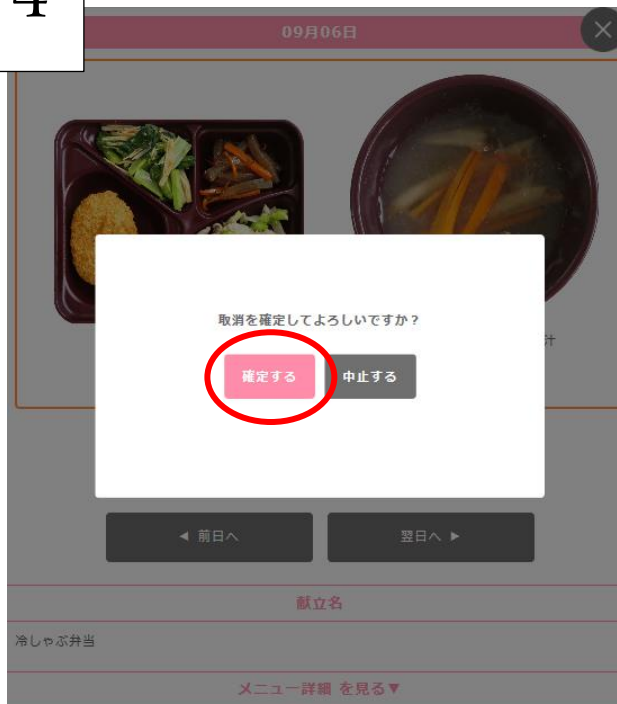 4
09月06日
汁
取消を確定してよろしいですか？
確定する 中止する
◀ 前日へ 翌日へ ▶
献立名
冷しゃぶ弁当
メニュー詳細 を見る▼